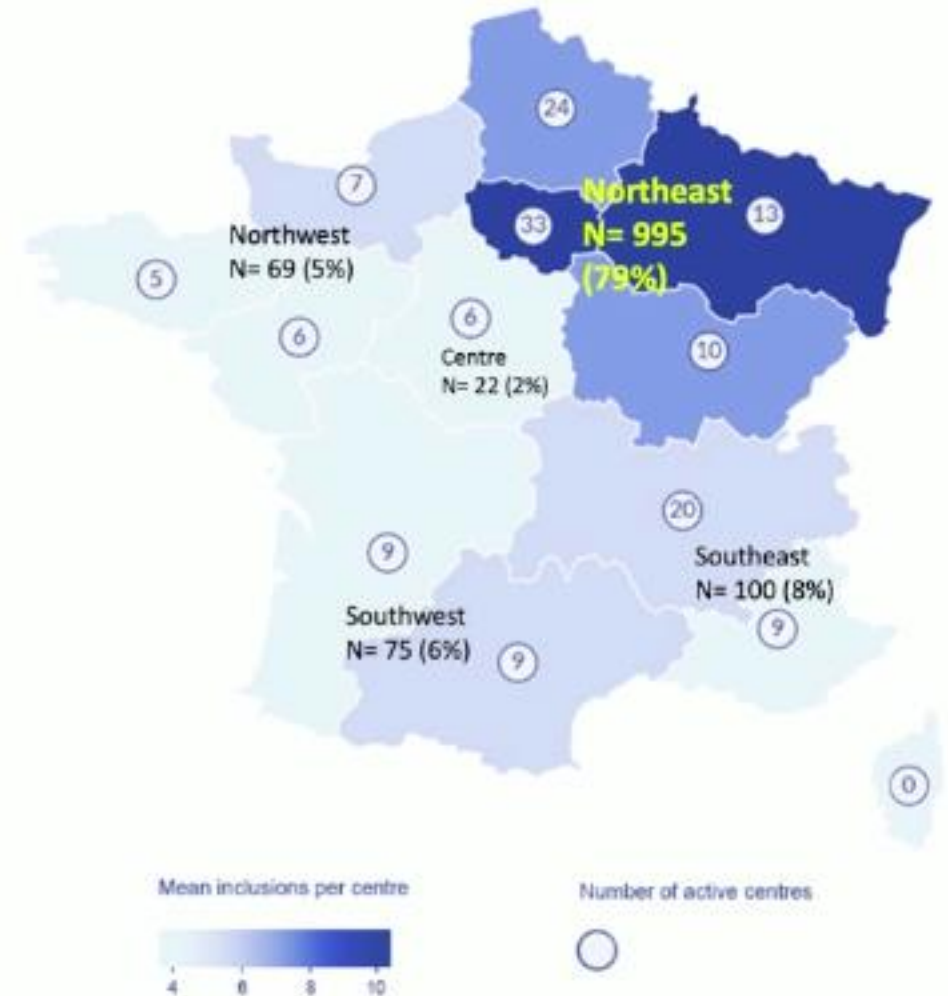 24
7
Northeast
N= 995
(79%)
13
33
Northwest
N= 69 (5%)
5
6
6
Centre
N= 22 (2%)
10
20
9
Southeast
N= 100 (8%)
9
Southwest
N= 75 (6%)
9
0
Mean inclusions per centre
4 6 8 10
Number of active centres